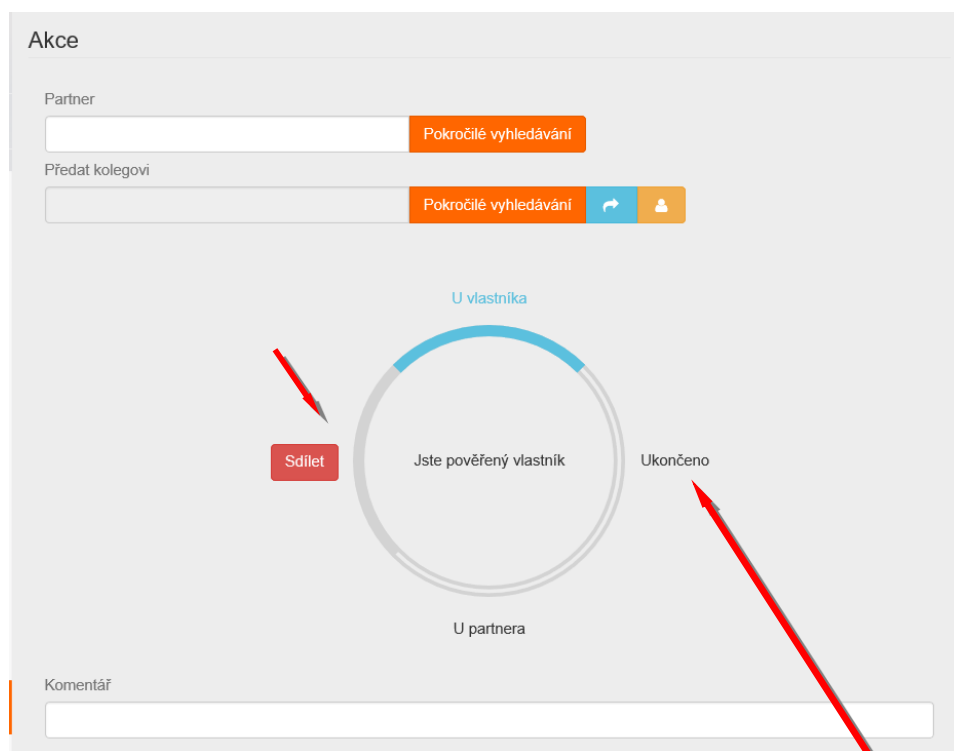 Akce
Partner
Pokročilé vyhledávání
Předat kolegovi
Pokročilé vyhledávání
U vlastníka
Sdílet
Jste pověřený vlastník
Ukončeno
U partnera
Komentář